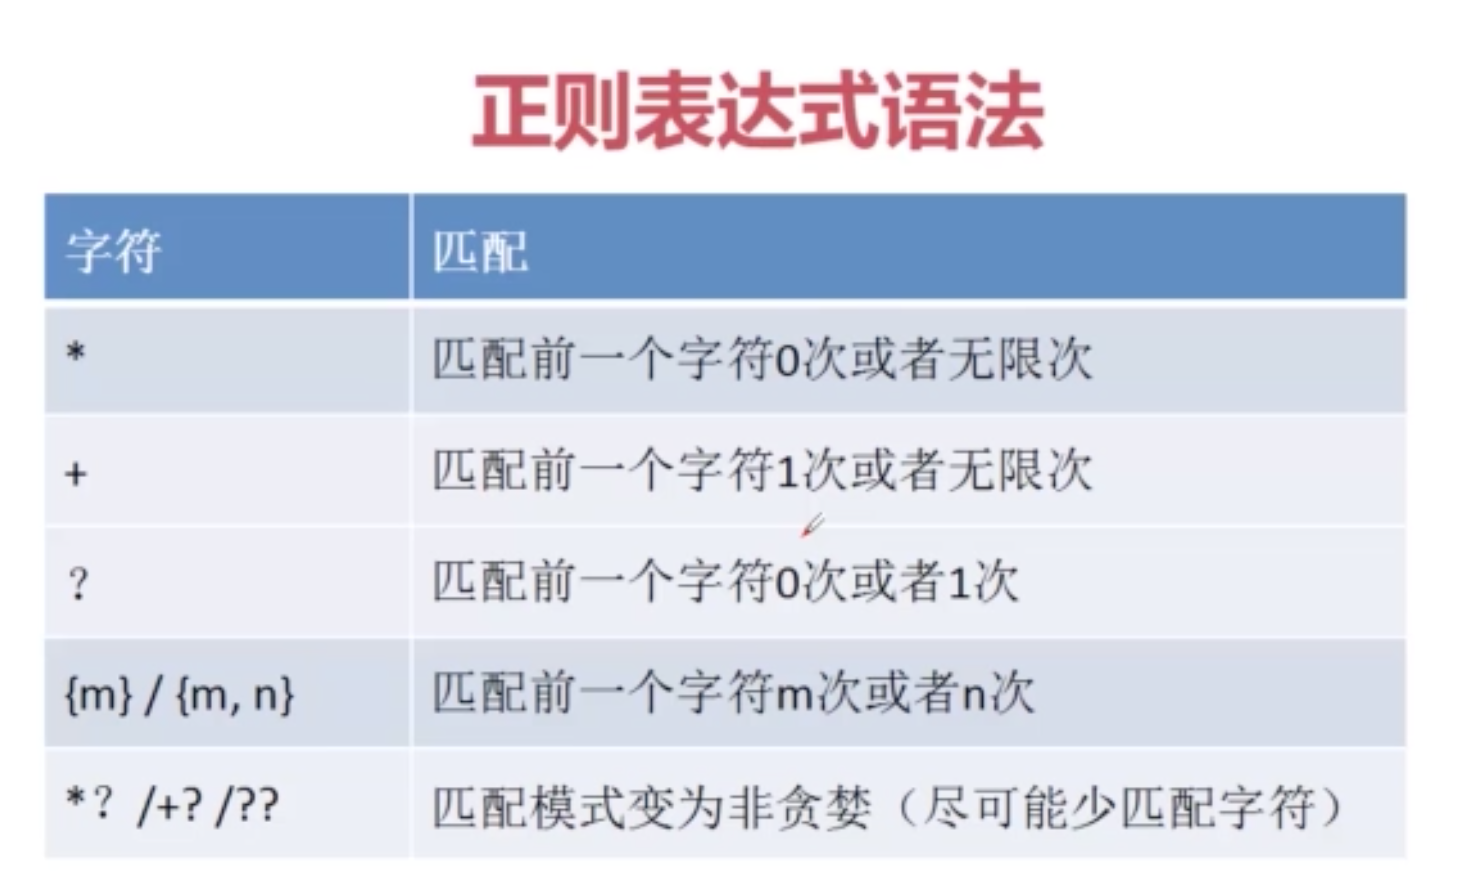 正则表达式语法
字符 匹配
* 匹配前一个字符0次或者无限次
+ 匹配前一个字符1次或者无限次
? 匹配前一个字符0次或者1次
{m} / {m, n} 匹配前一个字符m次或者n次
*? /+? /?? 匹配模式变为非贪婪（尽可能少匹配字符）